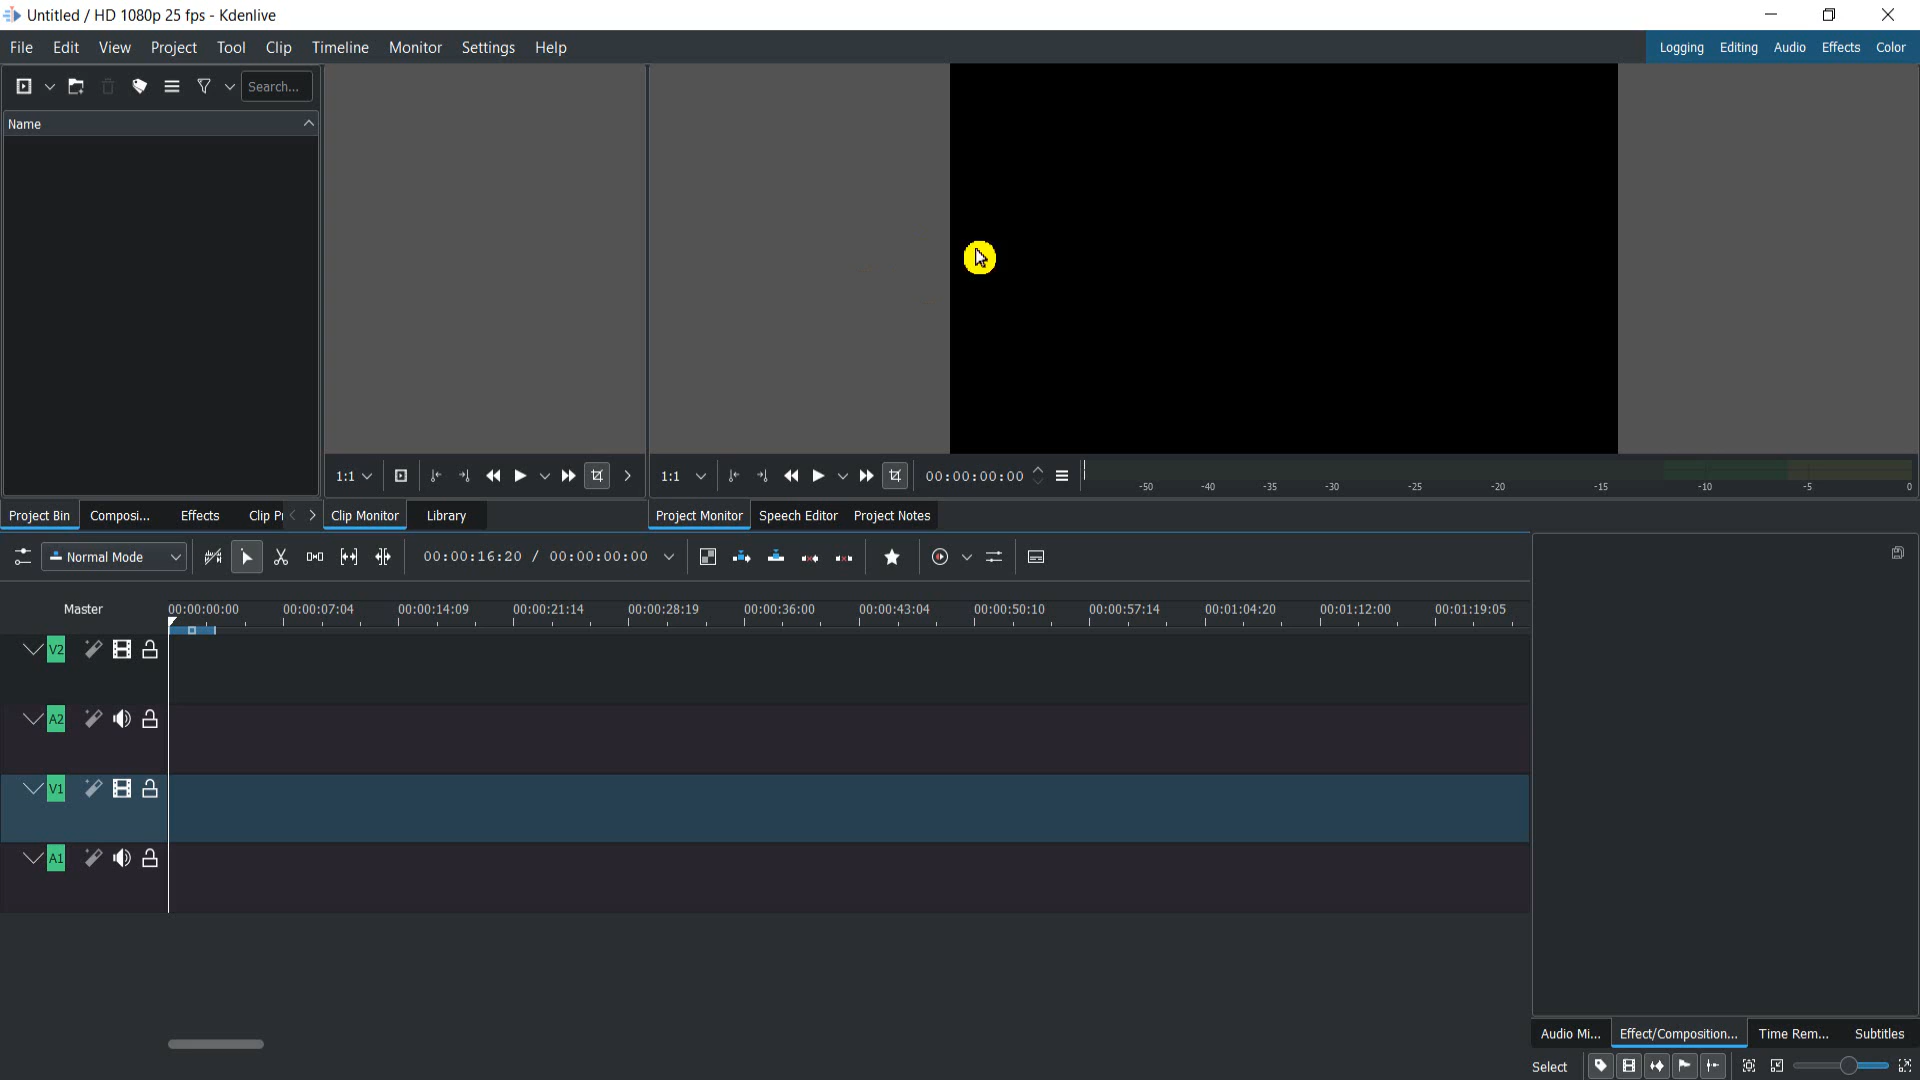 Untitled / HD 1080p 25 fps - Kdenlive
File Edit View Project Tool Clip Timeline Monitor Settings Help
Logging Editing Audio Effects Color
Search...
Name
1:1
1:1
00:00:00:00
-50 -40 -35 -30 -25 -20 -15 -10 -5 0
Project Bin Composi... Effects Clip Pr
Clip Monitor Library
Project Monitor Speech Editor Project Notes
Normal Mode
00:00:16:20 / 00:00:00:00
Master
00:00:00:00 00:00:07:04 00:00:14:09 00:00:21:14 00:00:28:19 00:00:36:00 00:00:43:04 00:00:50:10 00:00:57:14 00:01:04:20 00:01:12:00 00:01:19:05
V2
A2
V1
A1
Audio Mi... Effect/Composition... Time Rem... Subtitles
Select